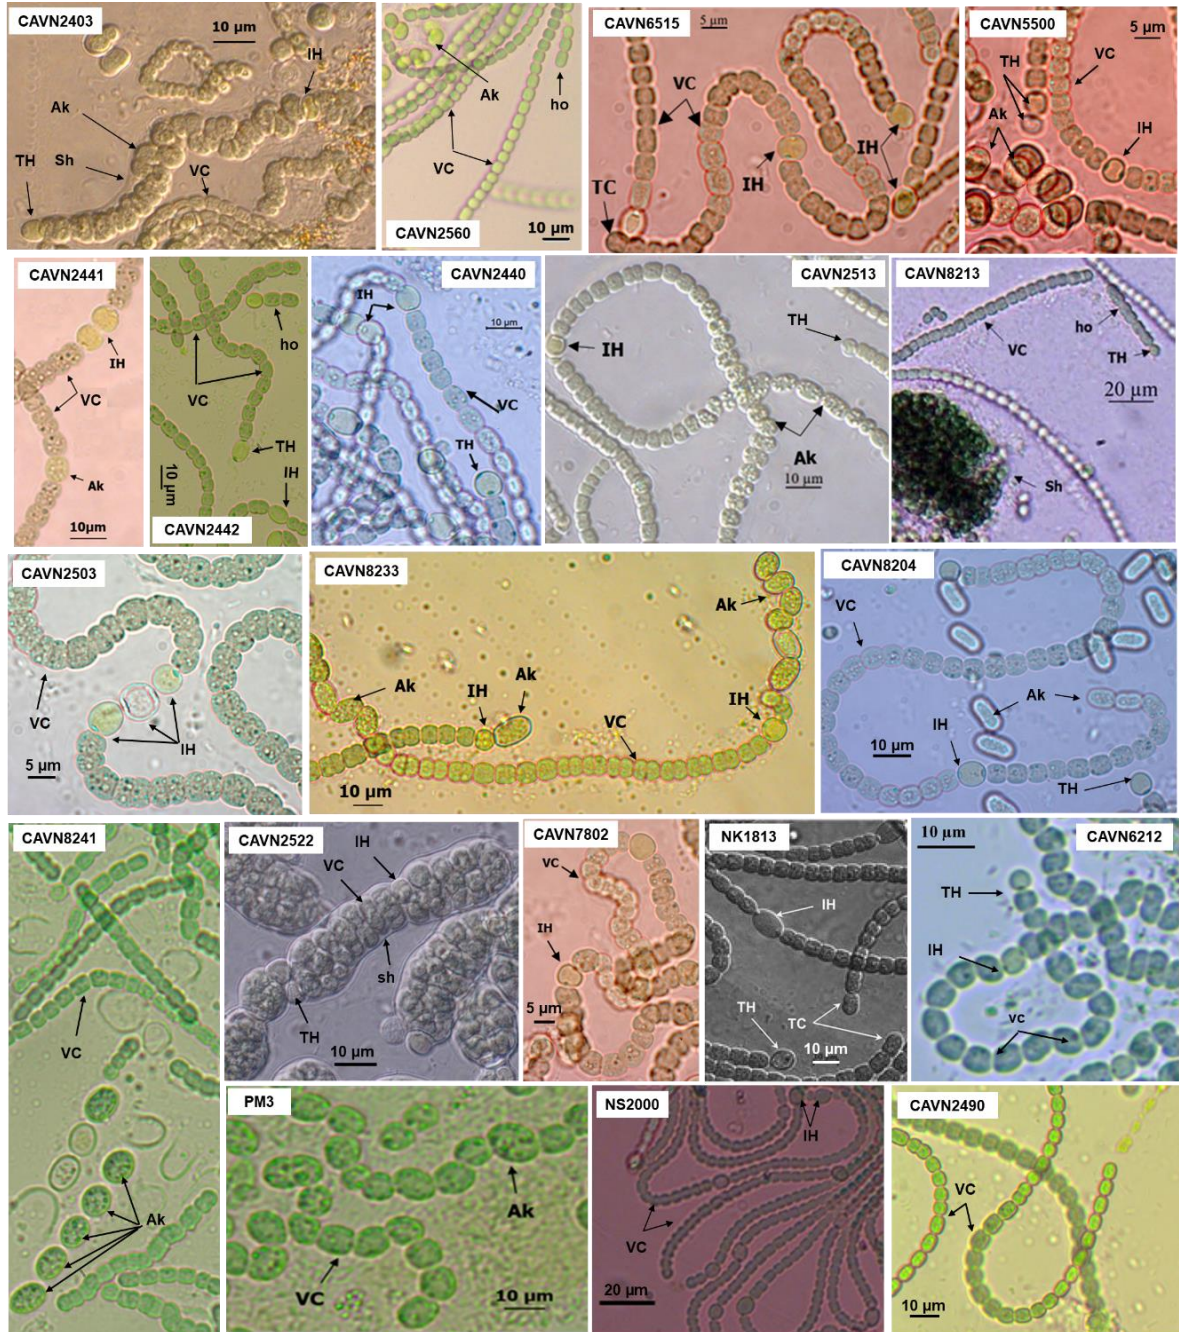 CAVN2403
10 µm
IH
Ak
Sh
TH
VC
CAVN2560
Ak
ho
VC
10 µm
CAVN6515
5 µm
VC
IH
IH
TC
CAVN5500
5 µm
TH
VC
Ak
IH
CAVN2441
IH
VC
Ak
10µm
CAVN2442
ho
VC
TH
IH
10 µm
CAVN2440
IH
10 µm
VC
TH
CAVN2513
TH
IH
Ak
10 µm
CAVN8213
ho
VC
TH
20 µm
Sh
CAVN2503
VC
IH
5 µm
CAVN8233
Ak
Ak
IH
Ak
VC
IH
10 µm
CAVN8204
VC
Ak
IH
10 µm
TH
CAVN8241
VC
Ak
CAVN2522
IH
VC
sh
TH
10 µm
CAVN7802
VC
IH
5 µm
NK1813
IH
TH
TC
10 µm
10 µm
CAVN6212
TH
IH
VC
PM3
Ak
VC
10 µm
NS2000
IH
VC
20 µm
CAVN2490
VC
10 µm